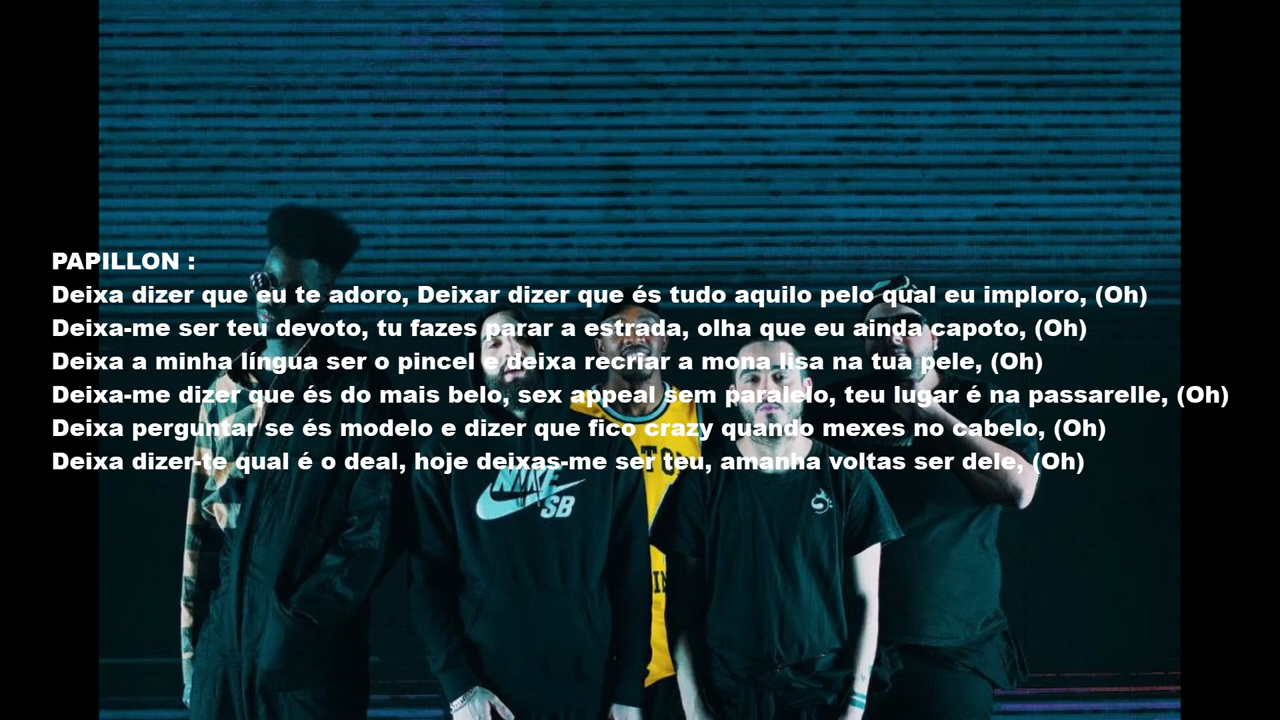 PAPILLON :
Deixa dizer que eu te adoro, Deixar dizer que és tudo aquilo pelo qual eu imploro, (Oh)
Deixa-me ser teu devoto, tu fazes parar a estrada, olha que eu ainda capoto, (Oh)
Deixa a minha língua ser o pincel e deixa recriar a mona lisa na tua pele, (Oh)
Deixa-me dizer que és do mais belo, sex appeal sem paralelo, teu lugar é na passarelle, (Oh)
Deixa perguntar se és modelo e dizer que fico crazy quando mexes no cabelo, (Oh)
Deixa dizer-te qual é o deal, hoje deixas-me ser teu, amanha voltas ser dele, (Oh)
NIKE
SB